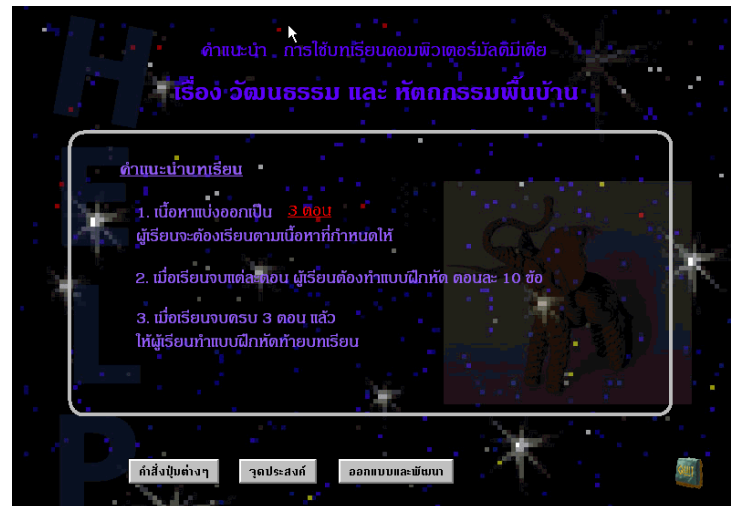 คำแนะนำ . การใช้บทเรียนคอมพิวเตอร์มัลติมีเดีย
เรื่อง วัฒนธรรม และ หัตถกรรมพื้นบ้าน
HELP
คำแนะนำบทเรียน
1. เนื้อหาแบ่งออกเป็น 3 ตอน
ผู้เรียนจะต้องเรียนตามเนื้อหาที่กำหนดให้
2. เมื่อเรียนจบแต่ละตอน ผู้เรียนต้องทำแบบฝึกหัด ตอนละ 10 ข้อ
3. เมื่อเรียนจบครบ 3 ตอน แล้ว
ให้ผู้เรียนทำแบบฝึกหัดท้ายบทเรียน
คำสั่งปุ่มต่างๆ
จุดประสงค์
ออกแบบและพัฒนา